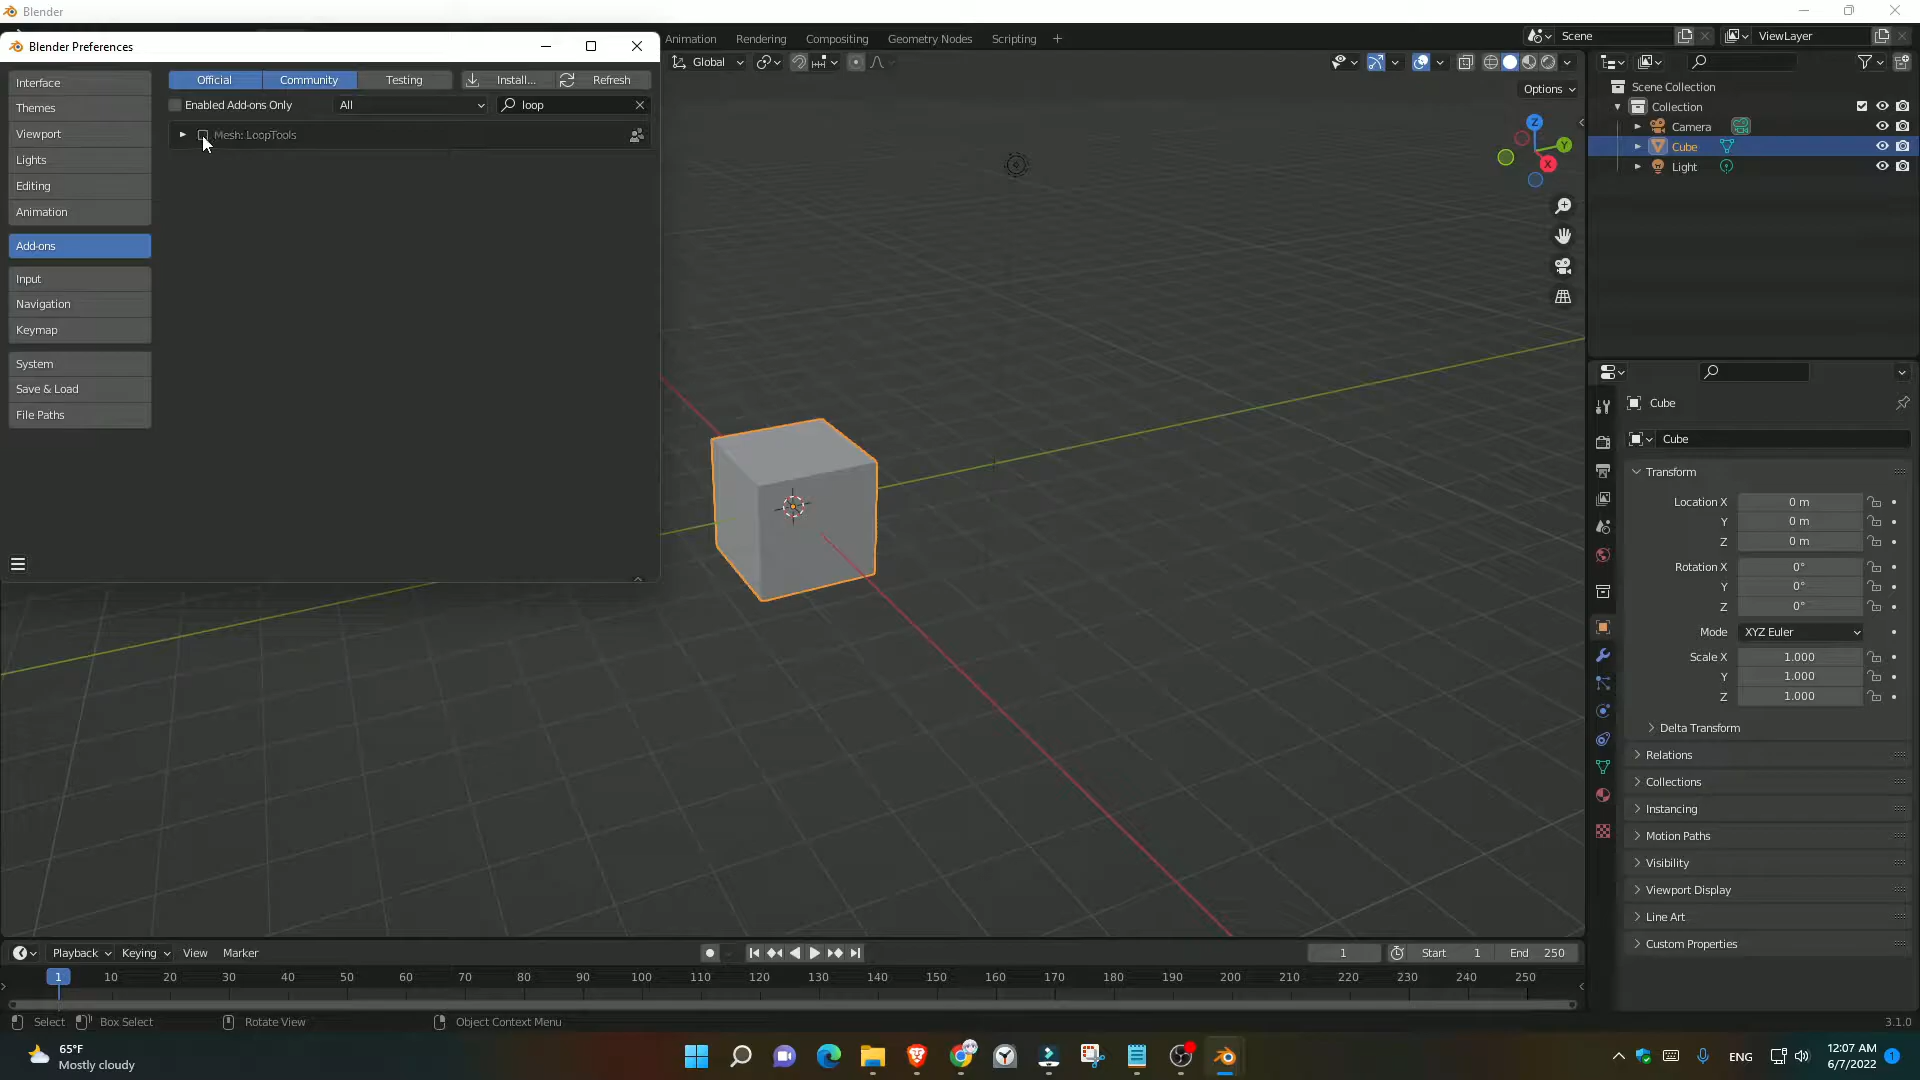 Blender
Blender Preferences
Animation
Rendering
Compositing
Geometry Nodes
Scripting
Scene
ViewLayer
Interface
Themes
Viewport
Lights
Editing
Animation
Add-ons
Input
Navigation
Keymap
System
Save & Load
File Paths
Official
Community
Testing
Install...
Refresh
Enabled Add-ons Only
All
loop
Mesh: LoopTools
Global
Options
Z
Y
X
Scene Collection
Collection
Camera
Cube
Light
Cube
Cube
Transform
Location X 0 m
Y 0 m
Z 0 m
Rotation X 0°
Y 0°
Z 0°
Mode XYZ Euler
Scale X 1.000
Y 1.000
Z 1.000
Delta Transform
Relations
Collections
Instancing
Motion Paths
Visibility
Viewport Display
Line Art
Custom Properties
Playback Keying View Marker
1 Start 1 End 250
1 10 20 30 40 50 60 70 80 90 100 110 120 130 140 150 160 170 180 190 200 210 220 230 240 250
Select Box Select Rotate View Object Context Menu 3.1.0
65°F
Mostly cloudy
ENG
12:07 AM
6/7/2022
1